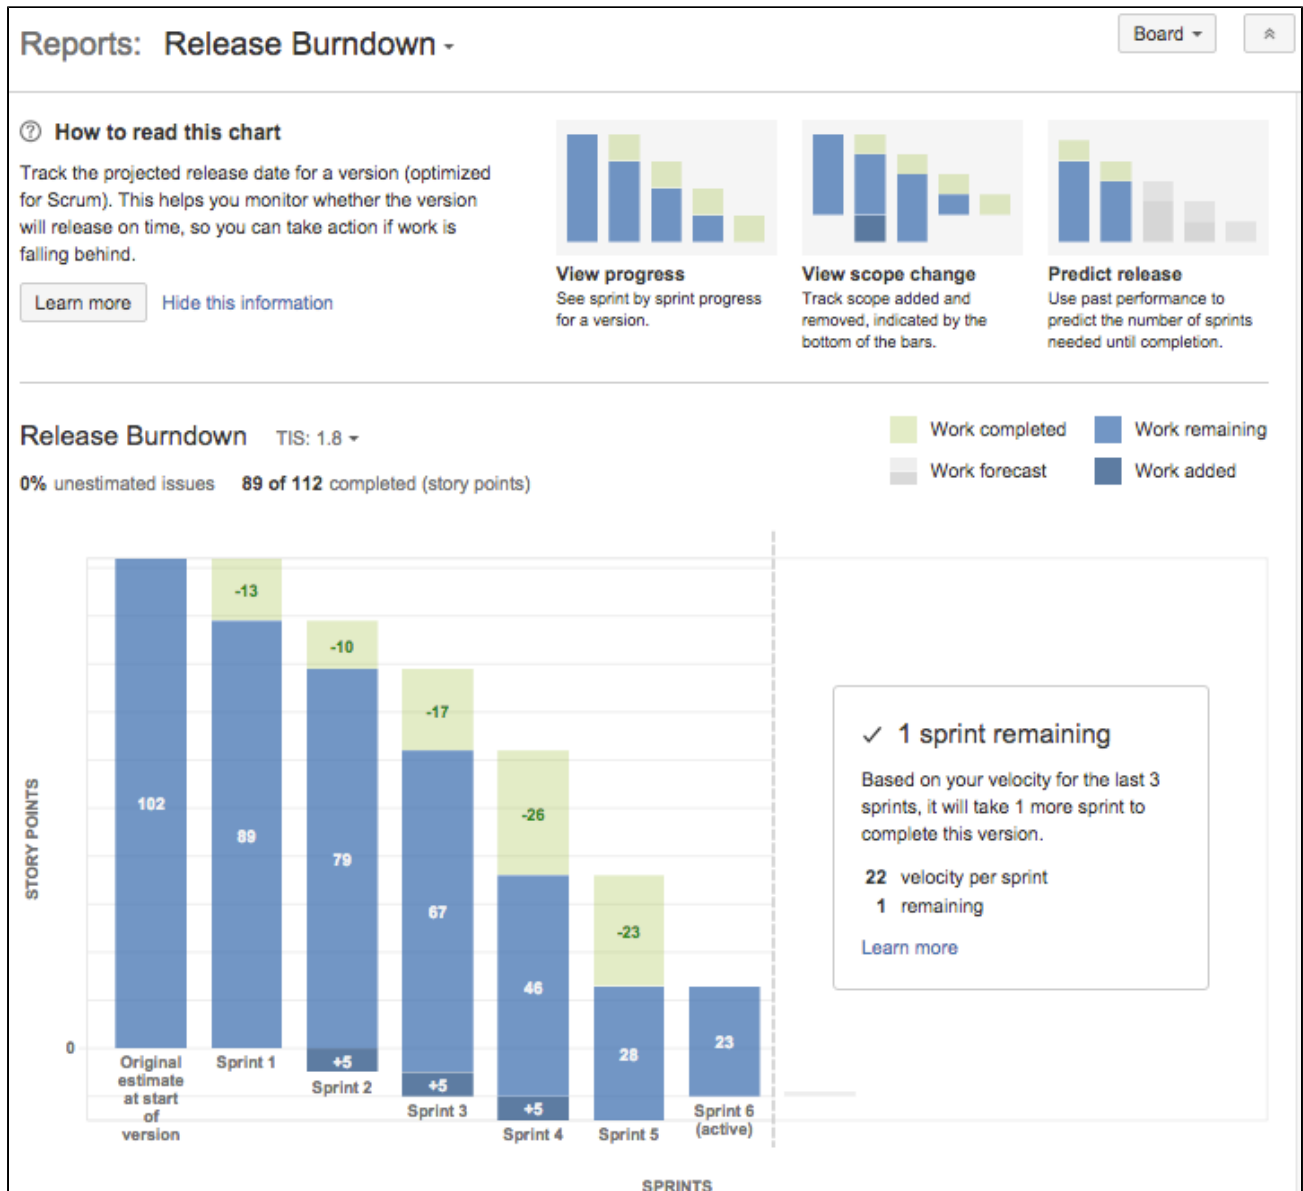 Reports: Release Burndown
Board
How to read this chart
Track the projected release date for a version (optimized
for Scrum). This helps you monitor whether the version
will release on time, so you can take action if work is
falling behind.
Learn more Hide this information
View progress
See sprint by sprint progress
for a version.
View scope change
Track scope added and
removed, indicated by the
bottom of the bars.
Predict release
Use past performance to
predict the number of sprints
needed until completion.
Release Burndown TIS: 1.8
0% unestimated issues 89 of 112 completed (story points)
Work completed Work remaining
Work forecast Work added
STORY POINTS
0
102
-13
89
-10
79
+5
-17
67
+5
-26
46
+5
-23
28
23
Original
estimate
at start
of
version
Sprint 1
Sprint 2
Sprint 3
Sprint 4
Sprint 5
Sprint 6
(active)
SPRINTS
1 sprint remaining
Based on your velocity for the last 3
sprints, it will take 1 more sprint to
complete this version.
22 velocity per sprint
1 remaining
Learn more